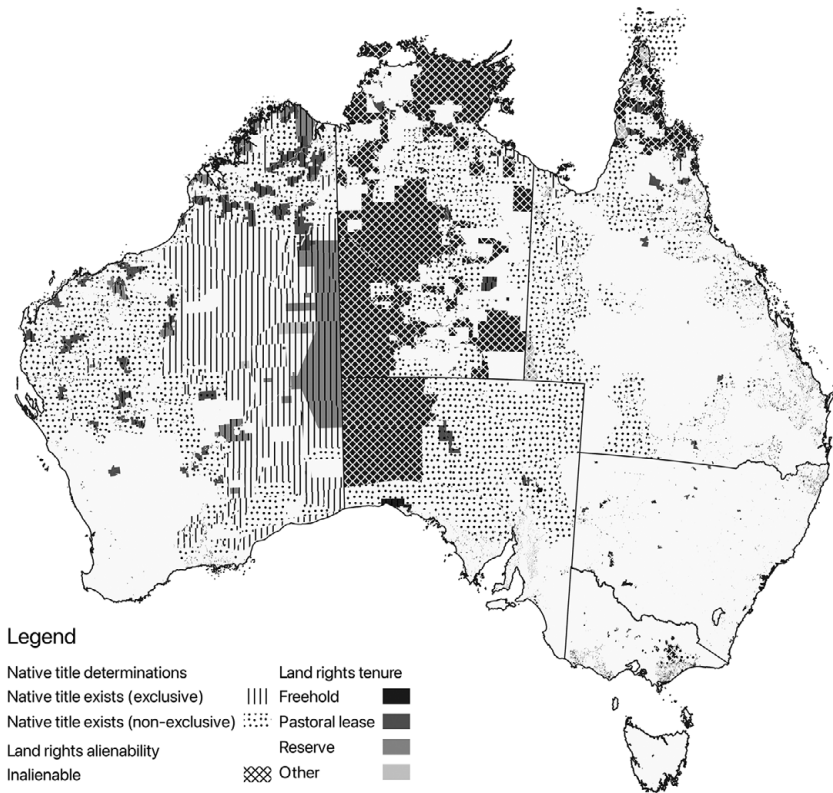 Legend
Native title determinations
Native title exists (exclusive)
Native title exists (non-exclusive)
Land rights alienability
Inalienable
Land rights tenure
Freehold
Pastoral lease
Reserve
Other